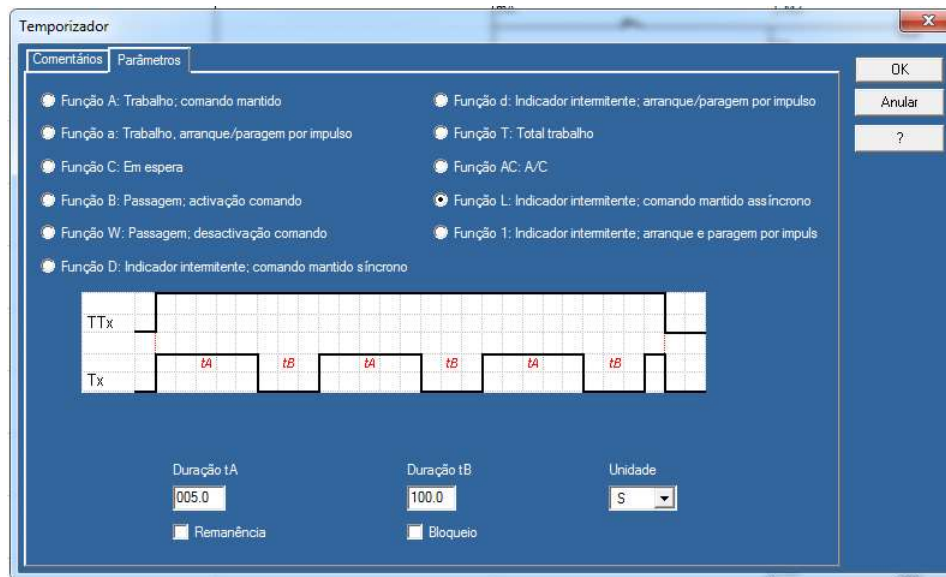 Temporizador
Comentários Parâmetros
OK
Anular
?
Função A: Trabalho; comando mantido
Função a: Trabalho, arranque/paragem por impulso
Função C: Em espera
Função B: Passagem; activação comando
Função W: Passagem; desactivação comando
Função D: Indicador intermitente; comando mantido síncrono
Função d: Indicador intermitente; arranque/paragem por impulso
Função T: Total trabalho
Função AC: A/C
Função L: Indicador intermitente; comando mantido assíncrono
Função 1: Indicador intermitente; arranque e paragem por impuls
TTx
Tx tA tB tA tB tA tB
Duração tA Duração tB Unidade
005.0 100.0 S
Remanência Bloqueio